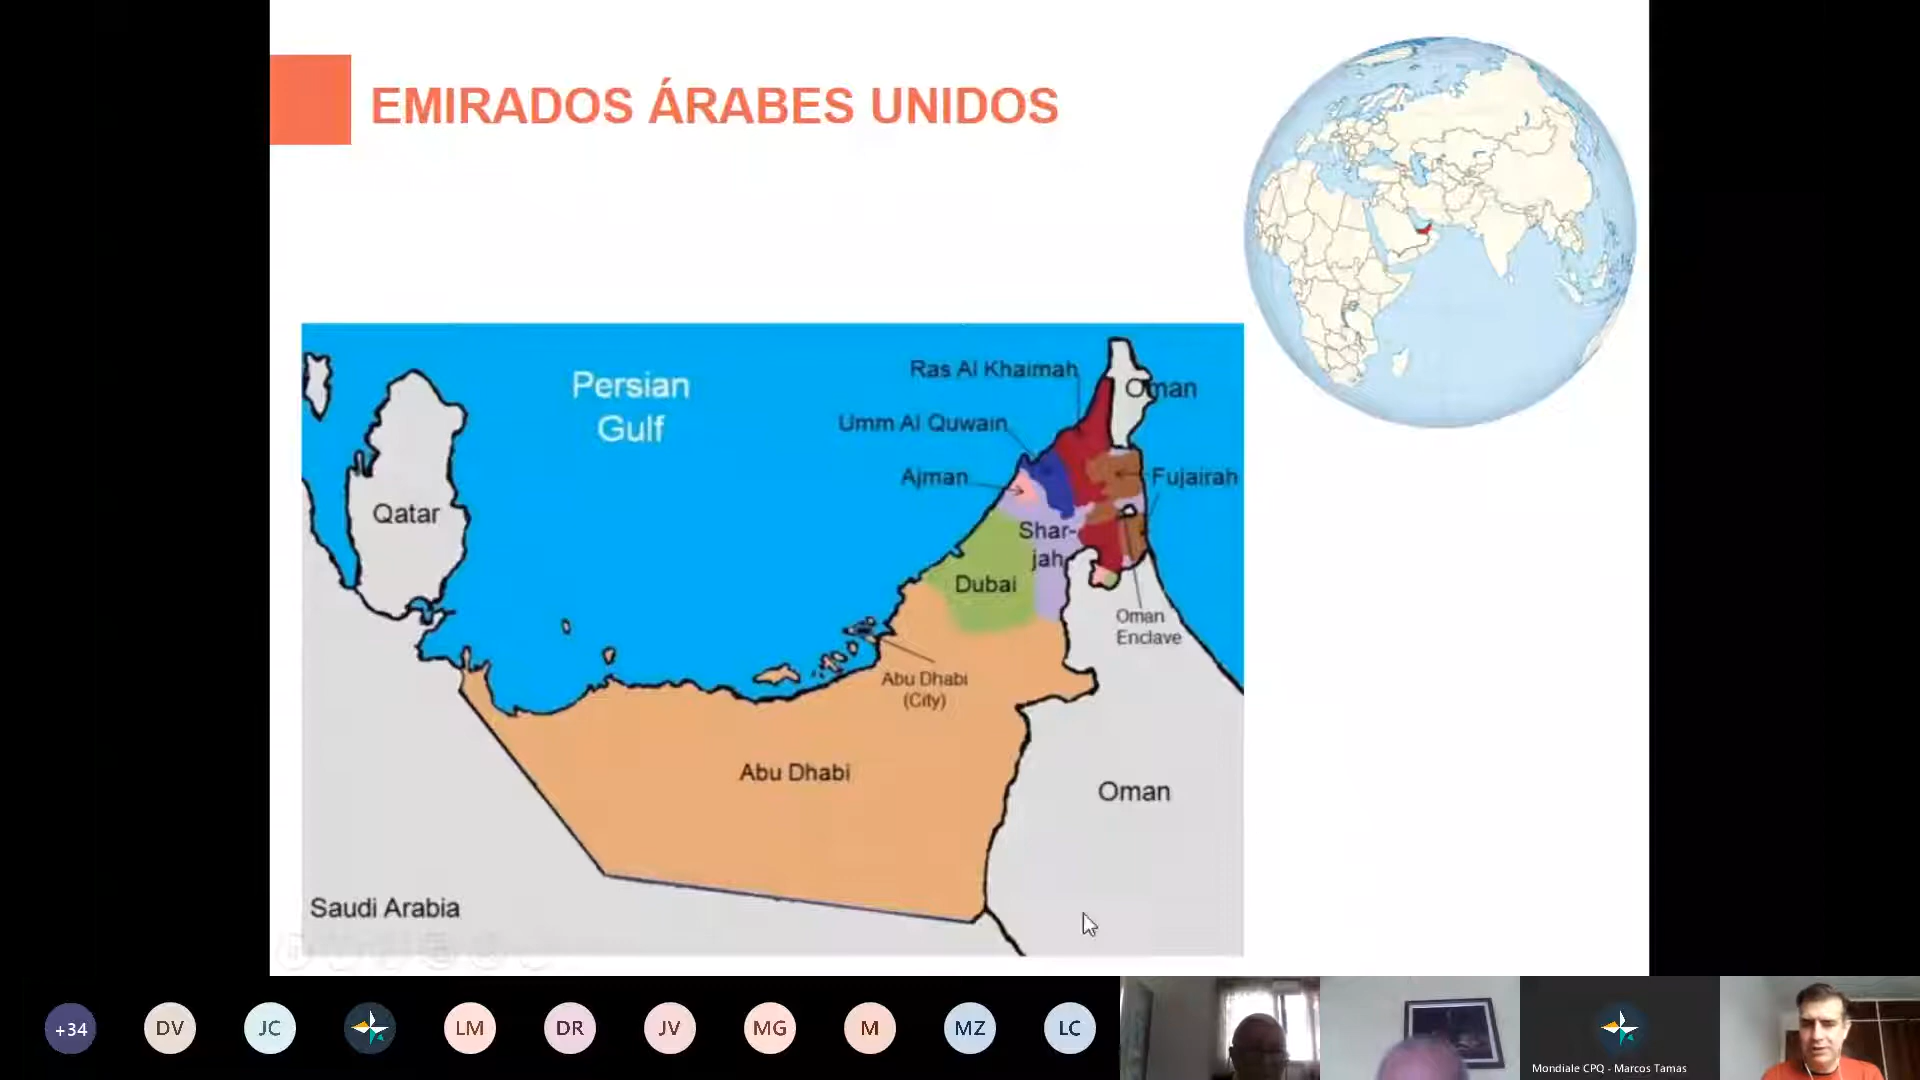 EMIRADOS ÁRABES UNIDOS
Persian
Gulf
Ras Al Khaimah
Oman
Umm Al Quwain
Ajman
Fujairah
Qatar
Shar-
jah
Dubai
Oman
Enclave
Abu Dhabi
(City)
Abu Dhabi
Oman
Saudi Arabia
+34
DV
JC
LM
DR
JV
MG
M
MZ
LC
Mondiale CPQ - Marcos Tamas